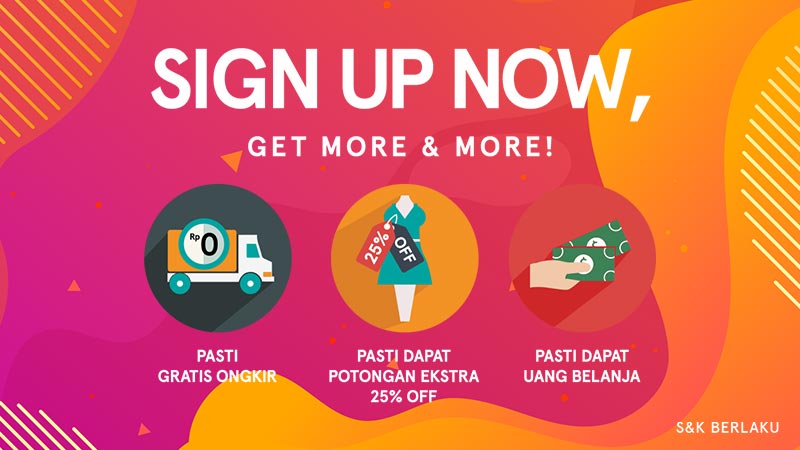 SIGN UP NOW,
GET MORE & MORE!
Rp 0
25% OFF
PASTI
GRATIS ONGKIR
PASTI DAPAT
POTONGAN EKSTRA
25% OFF
PASTI DAPAT
UANG BELANJA
S&K BERLAKU